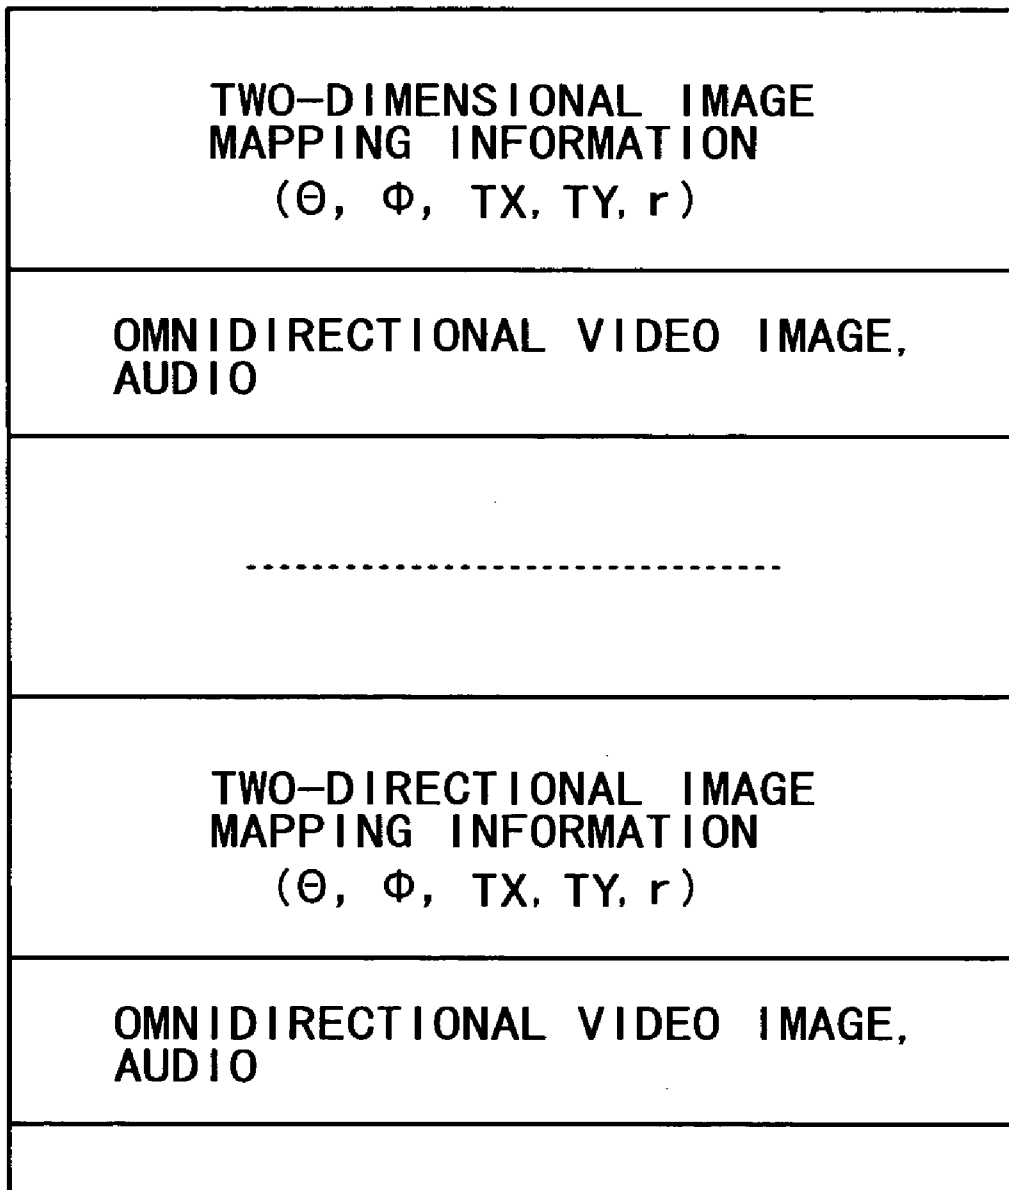 TWO-DIMENSIONAL IMAGE
MAPPING INFORMATION
(Θ, Φ, TX, TY, r)
OMNIDIRECTIONAL VIDEO IMAGE,
AUDIO
TWO-DIRECTIONAL IMAGE
MAPPING INFORMATION
(Θ, Φ, TX, TY, r)
OMNIDIRECTIONAL VIDEO IMAGE,
AUDIO